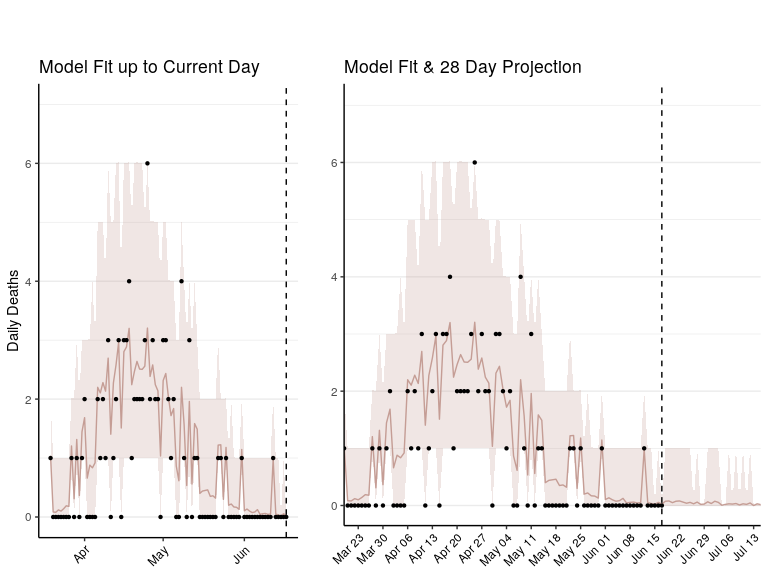 Model Fit up to Current Day
Model Fit & 28 Day Projection
Daily Deaths
6
4
2
0
Apr
May
Jun
6
4
2
0
Mar 23
Mar 30
Apr 06
Apr 13
Apr 20
Apr 27
May 04
May 11
May 18
May 25
Jun 01
Jun 08
Jun 15
Jun 22
Jun 29
Jul 06
Jul 13